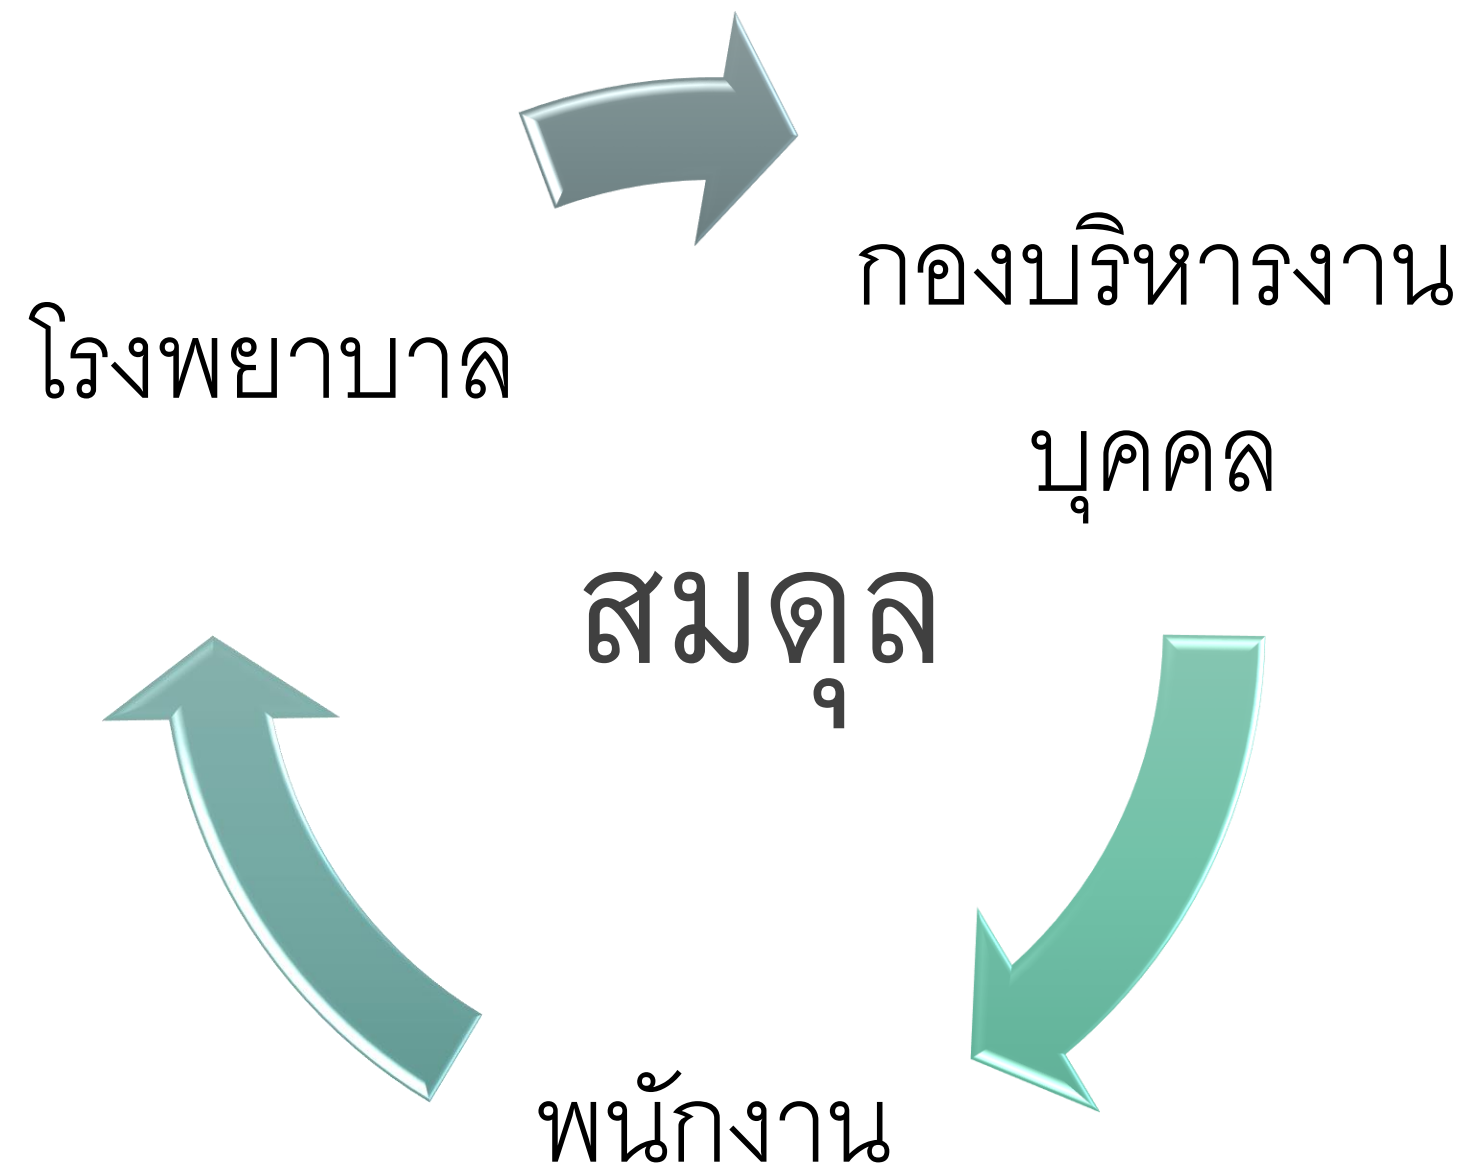 โรงพยาบาล
กองบริหารงาน
บุคคล
สมดุล
พนักงาน